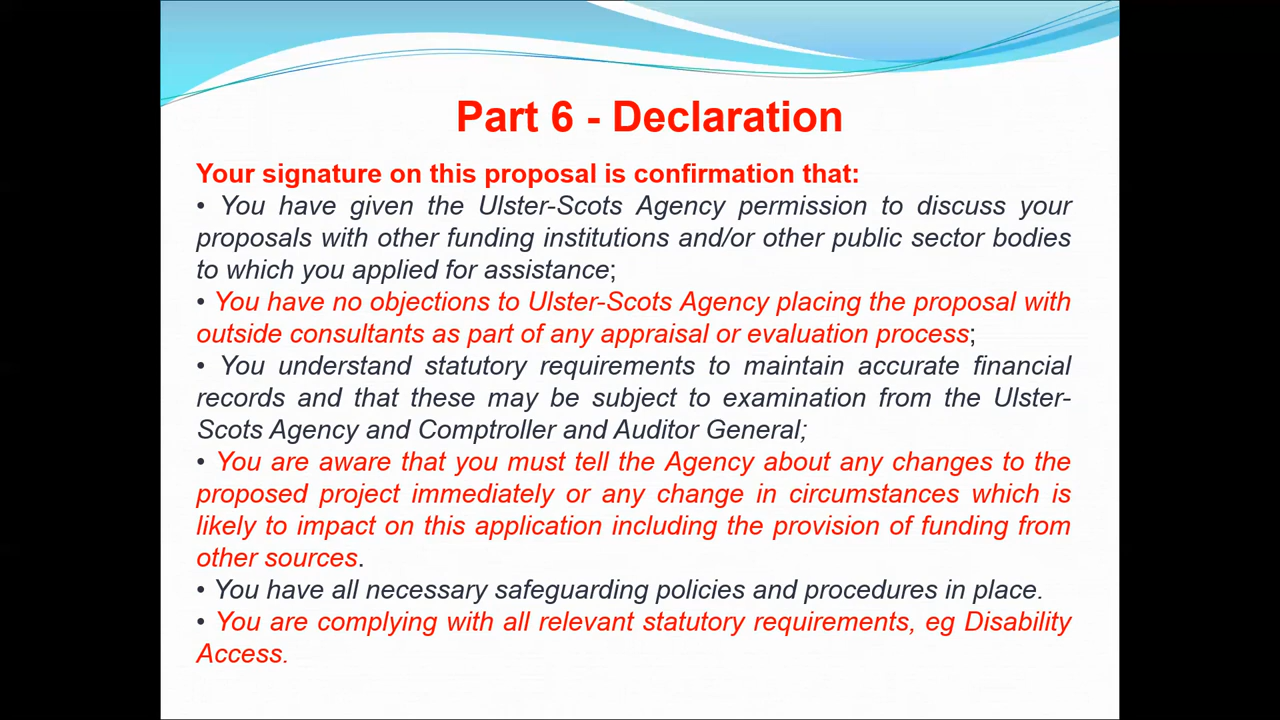 Part 6 - Declaration
Your signature on this proposal is confirmation that:
• You have given the Ulster-Scots Agency permission to discuss your
proposals with other funding institutions and/or other public sector bodies
to which you applied for assistance;
• You have no objections to Ulster-Scots Agency placing the proposal with
outside consultants as part of any appraisal or evaluation process;
• You understand statutory requirements to maintain accurate financial
records and that these may be subject to examination from the Ulster-
Scots Agency and Comptroller and Auditor General;
• You are aware that you must tell the Agency about any changes to the
proposed project immediately or any change in circumstances which is
likely to impact on this application including the provision of funding from
other sources.
• You have all necessary safeguarding policies and procedures in place.
• You are complying with all relevant statutory requirements, eg Disability
Access.